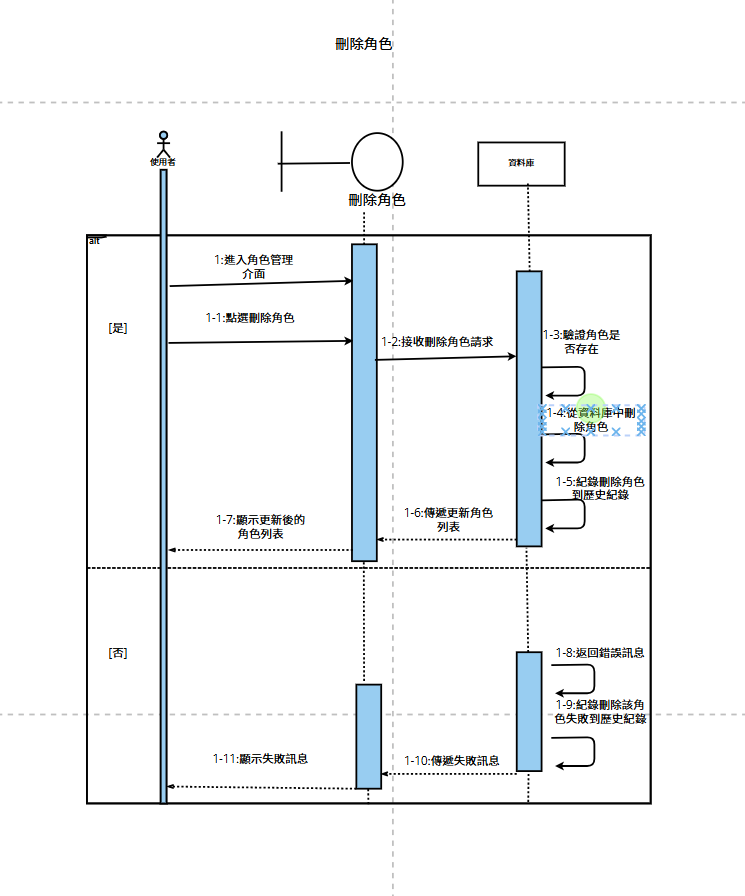 刪除角色
使用者
刪除角色
資料庫
alt
[是]
1:進入角色管理
介面
1-1:點選刪除角色
1-2:接收刪除角色請求
1-3:驗證角色是
否存在
1-4:從資料庫中刪
除角色
1-5:紀錄刪除角色
到歷史紀錄
1-6:傳遞更新角色
列表
1-7:顯示更新後的
角色列表
[否]
1-8:返回錯誤訊息
1-9:紀錄刪除該角
色失敗到歷史紀錄
1-10:傳遞失敗訊息
1-11:顯示失敗訊息